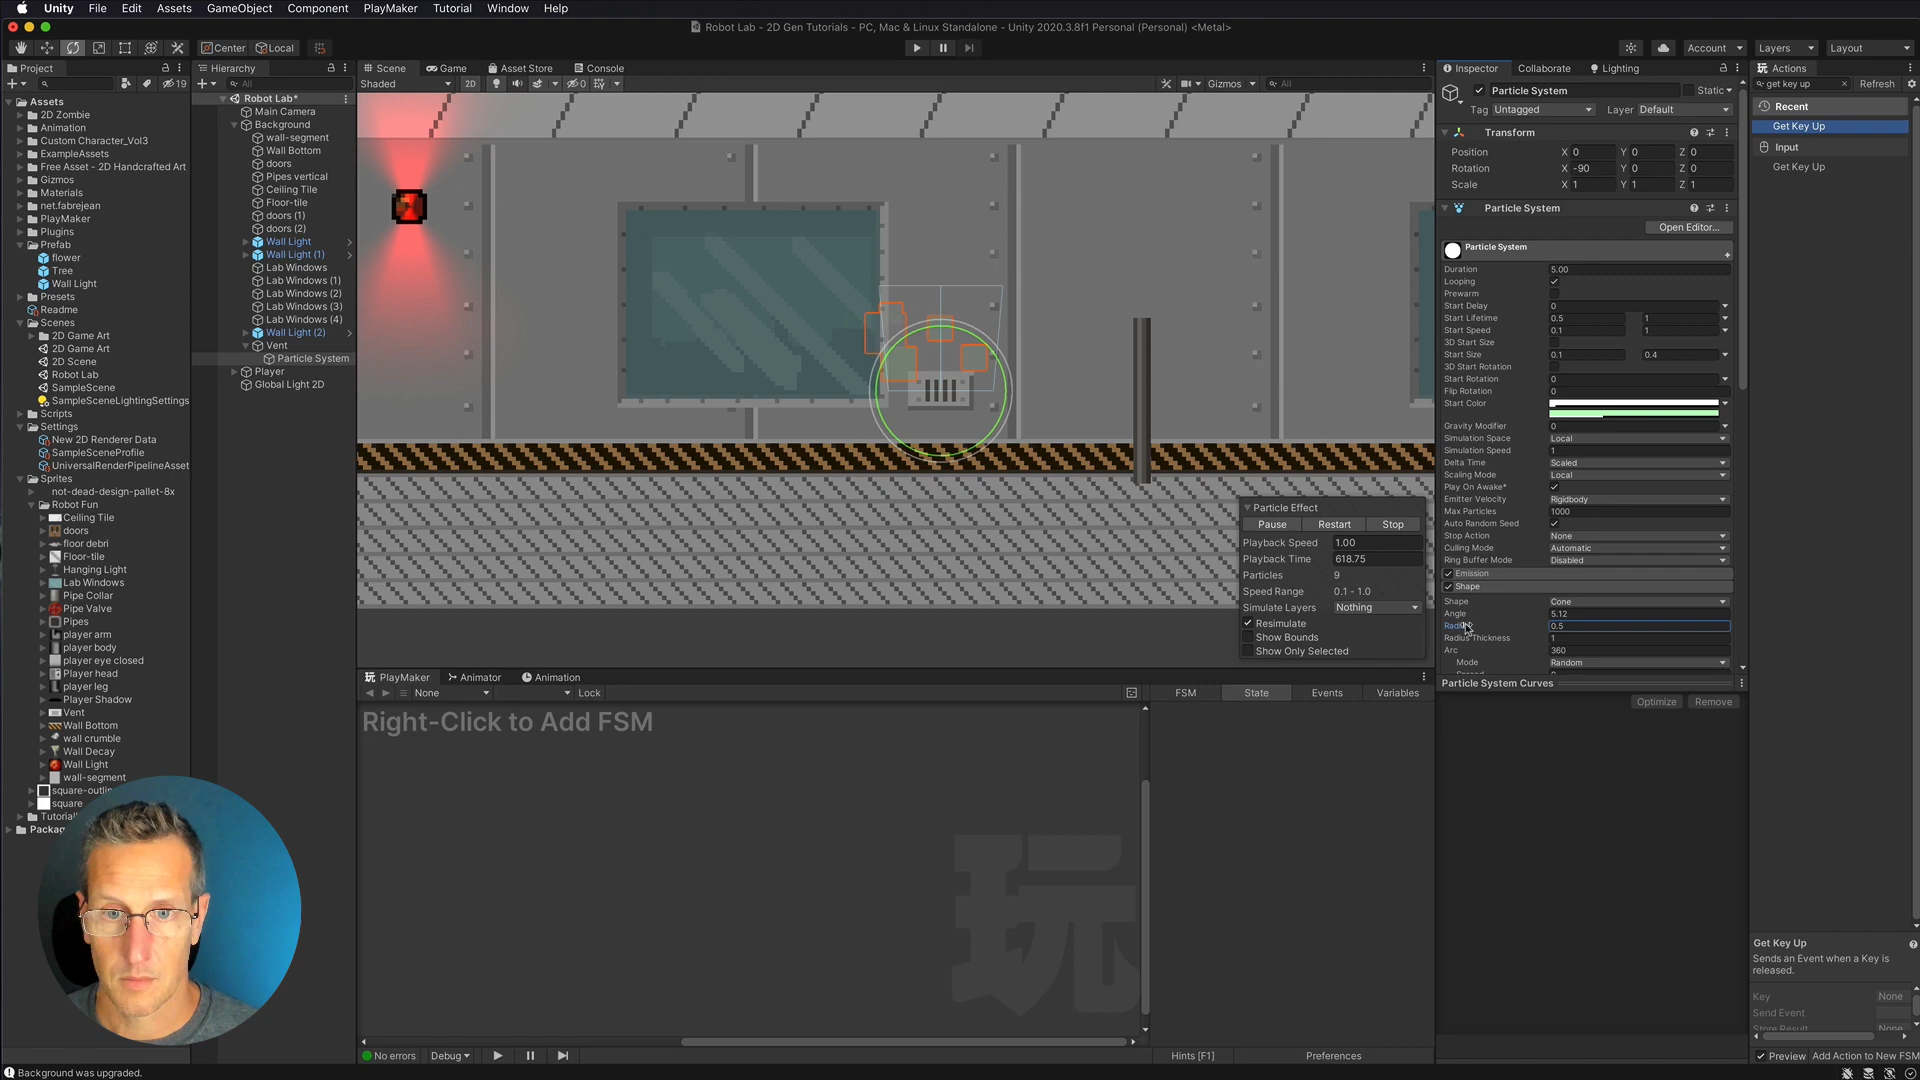 Unity File Edit Assets GameObject Component PlayMaker Tutorial Window Help
Robot Lab - 2D Gen Tutorials - PC, Mac & Linux Standalone - Unity 2020.3.8f1 Personal (Personal) <Metal>
Center Local Account Layers Layout
Project
19
Assets
2D Zombie
Animation
Custom Character_Vol3
ExampleAssets
Free Asset - 2D Handcrafted Art
Gizmos
Materials
net.fabrejean
PlayMaker
Plugins
Prefab
flower
Tree
Wall Light
Presets
Readme
Scenes
2D Game Art
2D Game Art
2D Scene
Robot Lab
SampleScene
SampleSceneLightingSettings
Scripts
Settings
New 2D Renderer Data
SampleSceneProfile
UniversalRenderPipelineAsset
Sprites
not-dead-design-pallet-8x
Robot Fun
Ceiling Tile
doors
floor debri
Floor-tile
Hanging Light
Lab Windows
Pipe Collar
Pipe Valve
Pipes
player arm
player body
player eye closed
Player head
player leg
Player Shadow
Vent
Wall Bottom
wall crumble
Wall Decay
Wall Light
wall-segment
square-outlin
square
Tutorial
Packag
Hierarchy
All
Robot Lab*
Main Camera
Background
wall-segment
Wall Bottom
doors
Pipes vertical
Ceiling Tile
Floor-tile
doors (1)
doors (2)
Wall Light
Wall Light (1)
Lab Windows
Lab Windows (1)
Lab Windows (2)
Lab Windows (3)
Lab Windows (4)
Wall Light (2)
Vent
Particle System
Player
Global Light 2D
Scene Game Asset Store Console
Shaded 2D 0 Gizmos All
Particle Effect
Pause Restart Stop
Playback Speed 1.00
Playback Time 618.75
Particles 9
Speed Range 0.1 - 1.0
Simulate Layers Nothing
Resimulate
Show Bounds
Show Only Selected
PlayMaker Animator Animation
None Lock FSM State Events Variables
Right-Click to Add FSM
玩
No errors Debug Hints [F1] Preferences
Background was upgraded.
Inspector Collaborate Lighting
Particle System Static
Tag Untagged Layer Default
Transform
Position X 0 Y 0 Z 0
Rotation X -90 Y 0 Z 0
Scale X 1 Y 1 Z 1
Particle System
Open Editor...
Particle System
Duration 5.00
Looping
Prewarm
Start Delay 0
Start Lifetime 0.5 1
Start Speed 0.1 1
3D Start Size
Start Size 0.1 0.4
3D Start Rotation
Start Rotation 0
Flip Rotation 0
Start Color
Gravity Modifier 0
Simulation Space Local
Simulation Speed 1
Delta Time Scaled
Scaling Mode Local
Play On Awake*
Emitter Velocity Rigidbody
Max Particles 1000
Auto Random Seed
Stop Action None
Culling Mode Automatic
Ring Buffer Mode Disabled
Emission
Shape
Shape Cone
Angle 5.12
Radius 0.5
Radius Thickness 1
Arc 360
Mode Random
Particle System Curves
Optimize Remove
Actions
get key up Refresh
Recent
Get Key Up
Input
Get Key Up
Get Key Up
Sends an Event when a Key is
released.
Key None
Send Event
Store Result None
Preview Add Action to New FSM